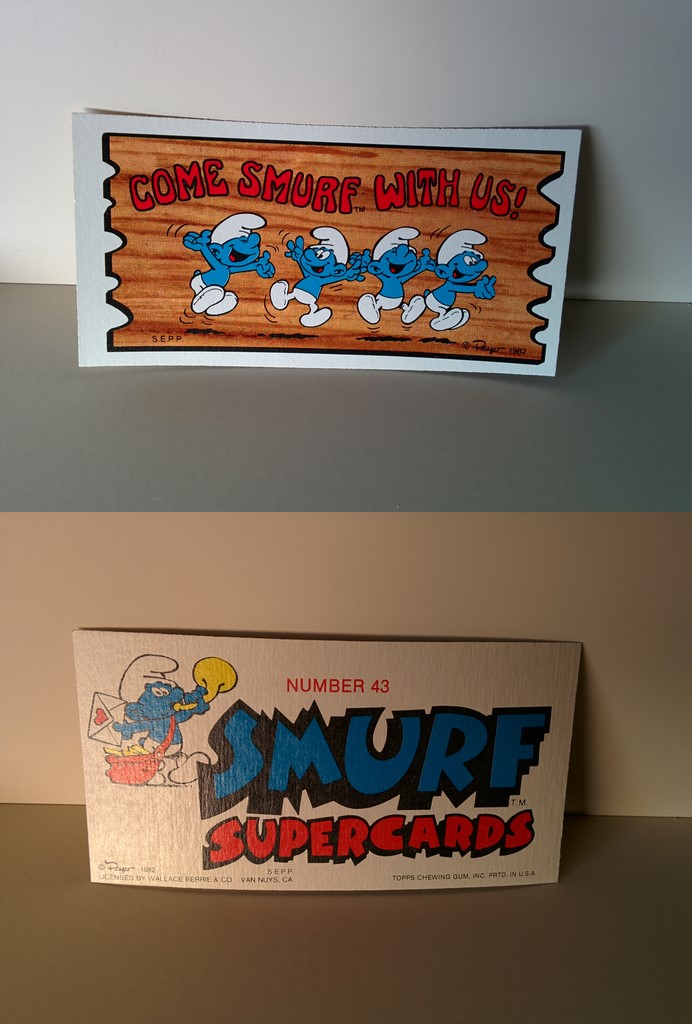 COME SMURF WITH US!
TM
S.E.P.P.
© Peyo 1982
NUMBER 43
SMURF
T.M.
SUPERCARDS
© Peyo 1982
S.E.P.P.
LICENSED BY WALLACE BERRIE & CO. VAN NUYS, CA.
TOPPS CHEWING GUM, INC. PRTD. IN U.S.A.